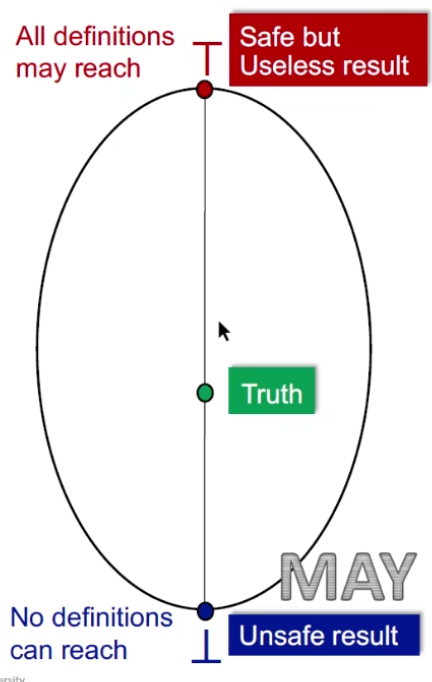 All definitions
may reach
⊤
Safe but
Useless result
Truth
MAY
No definitions
can reach
⊥
Unsafe result